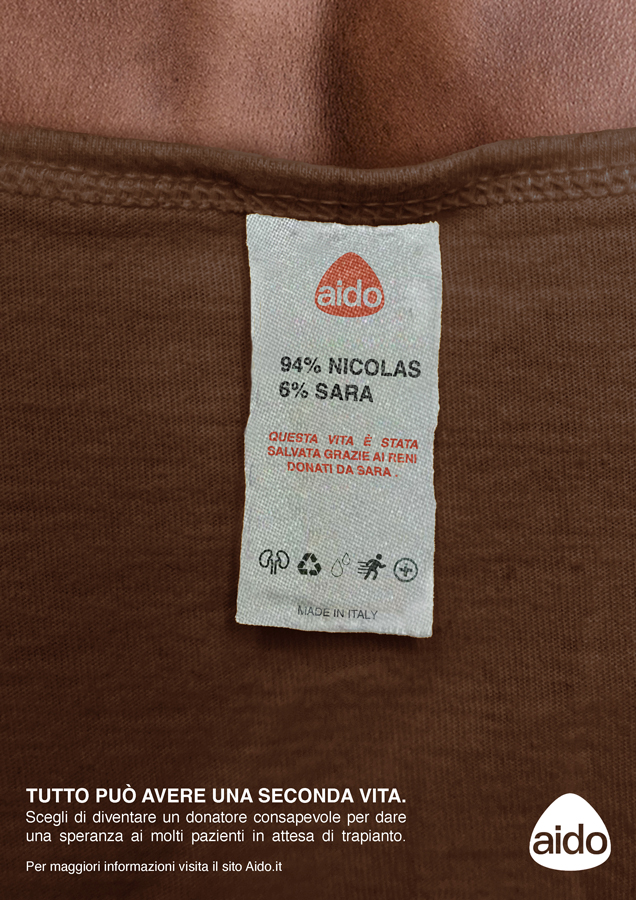 aido
94% NICOLAS
6% SARA
QUESTA VITA È STATA
SALVATA GRAZIE AI RENI
DONATI DA SARA .
MADE IN ITALY
TUTTO PUÒ AVERE UNA SECONDA VITA.
Scegli di diventare un donatore consapevole per dare
una speranza ai molti pazienti in attesa di trapianto.
Per maggiori informazioni visita il sito Aido.it
aido